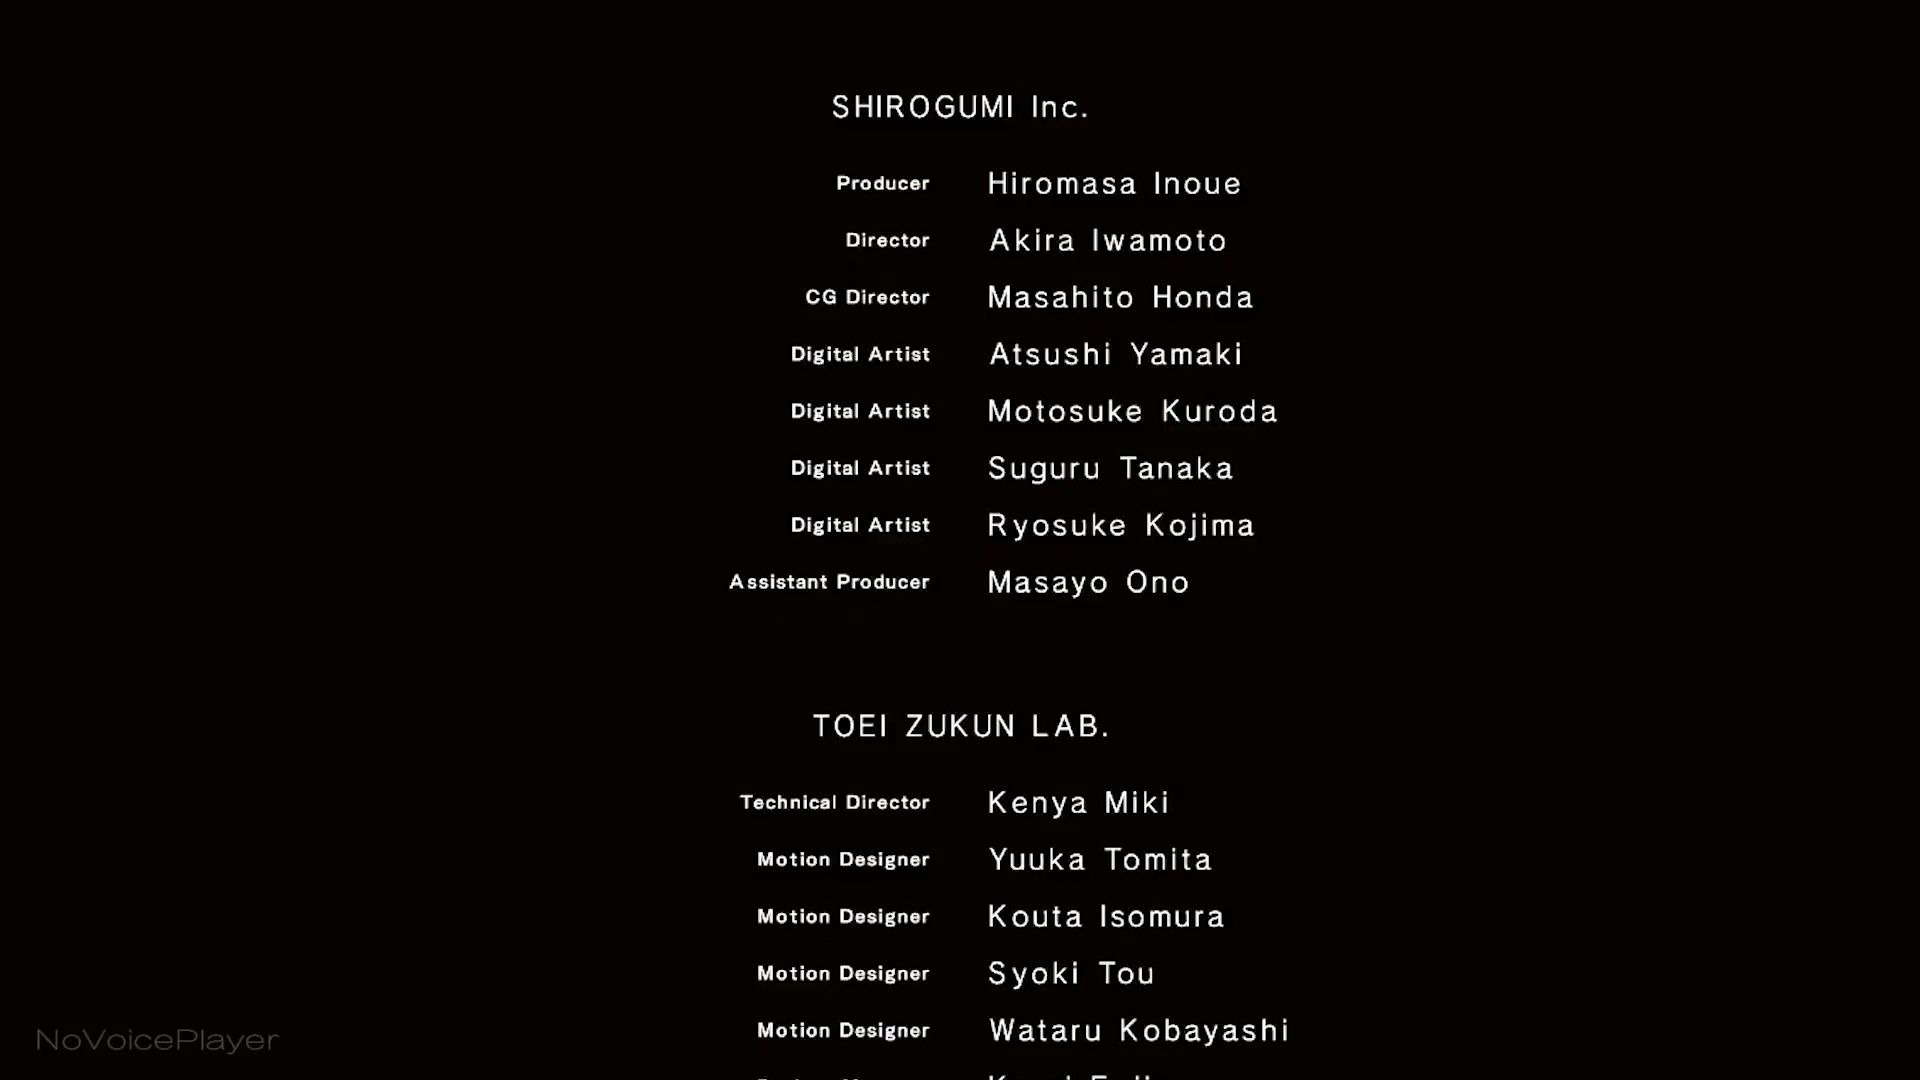 SHIROGUMI Inc.
Producer Hiromasa Inoue
Director Akira Iwamoto
CG Director Masahito Honda
Digital Artist Atsushi Yamaki
Digital Artist Motosuke Kuroda
Digital Artist Suguru Tanaka
Digital Artist Ryosuke Kojima
Assistant Producer Masayo Ono
TOEI ZUKUN LAB.
Technical Director Kenya Miki
Motion Designer Yuuka Tomita
Motion Designer Kouta Isomura
Motion Designer Syoki Tou
Motion Designer Wataru Kobayashi
NoVoicePlayer